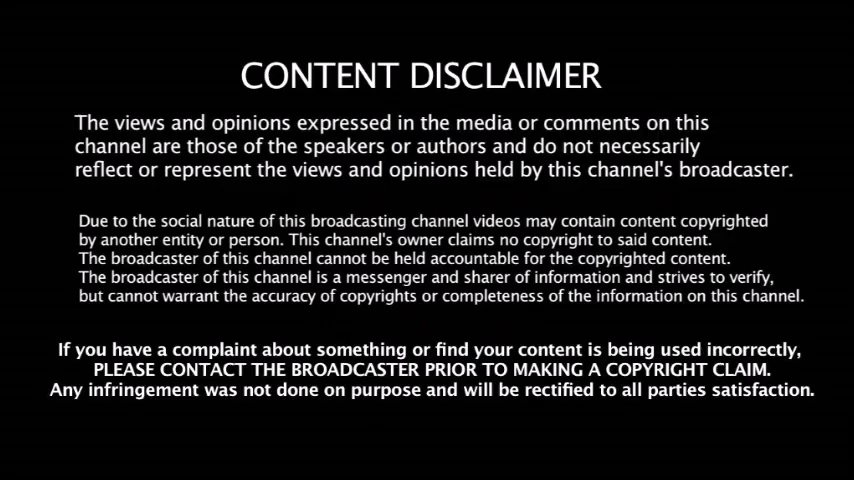 CONTENT DISCLAIMER
The views and opinions expressed in the media or comments on this
channel are those of the speakers or authors and do not necessarily
reflect or represent the views and opinions held by this channel's broadcaster.
Due to the social nature of this broadcasting channel videos may contain content copyrighted
by another entity or person. This channel's owner claims no copyright to said content.
The broadcaster of this channel cannot be held accountable for the copyrighted content.
The broadcaster of this channel is a messenger and sharer of information and strives to verify,
but cannot warrant the accuracy of copyrights or completeness of the information on this channel.
If you have a complaint about something or find your content is being used incorrectly,
PLEASE CONTACT THE BROADCASTER PRIOR TO MAKING A COPYRIGHT CLAIM.
Any infringement was not done on purpose and will be rectified to all parties satisfaction.